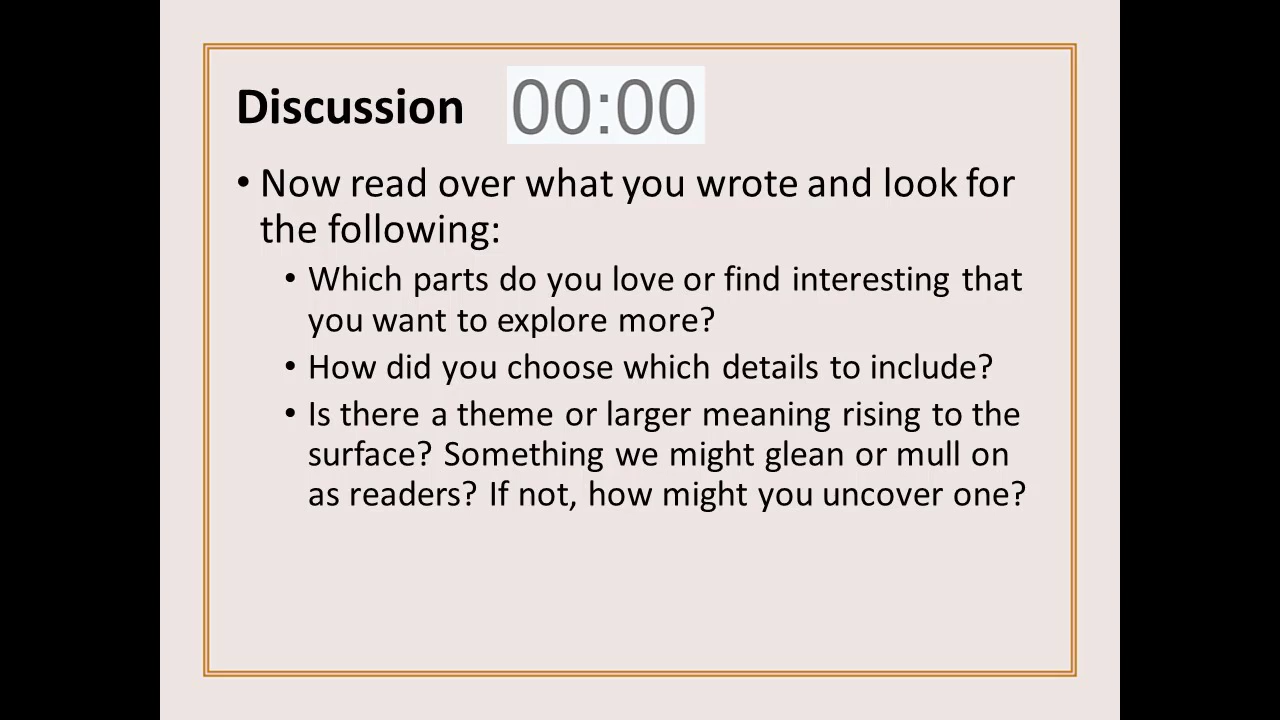 Discussion 00:00
• Now read over what you wrote and look for
the following:
• Which parts do you love or find interesting that
you want to explore more?
• How did you choose which details to include?
• Is there a theme or larger meaning rising to the
surface? Something we might glean or mull on
as readers? If not, how might you uncover one?